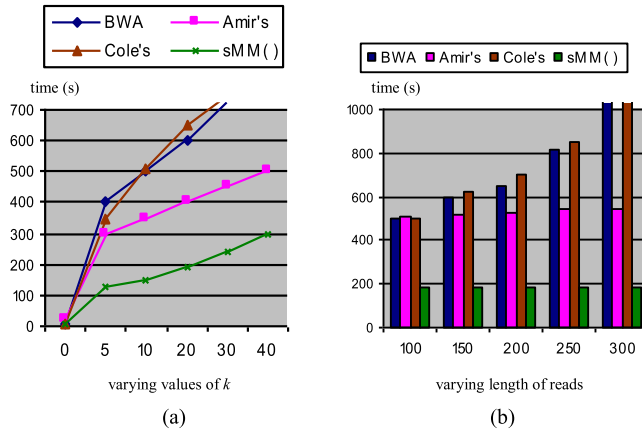 BWA Amir's
Cole's sMM( )
time (s)
700
600
500
400
300
200
100
0
0 5 10 20 30 40
varying values of k
(a)
BWA Amir's Cole's sMM( )
time (s)
1000
800
600
400
200
0
100 150 200 250 300
varying length of reads
(b)